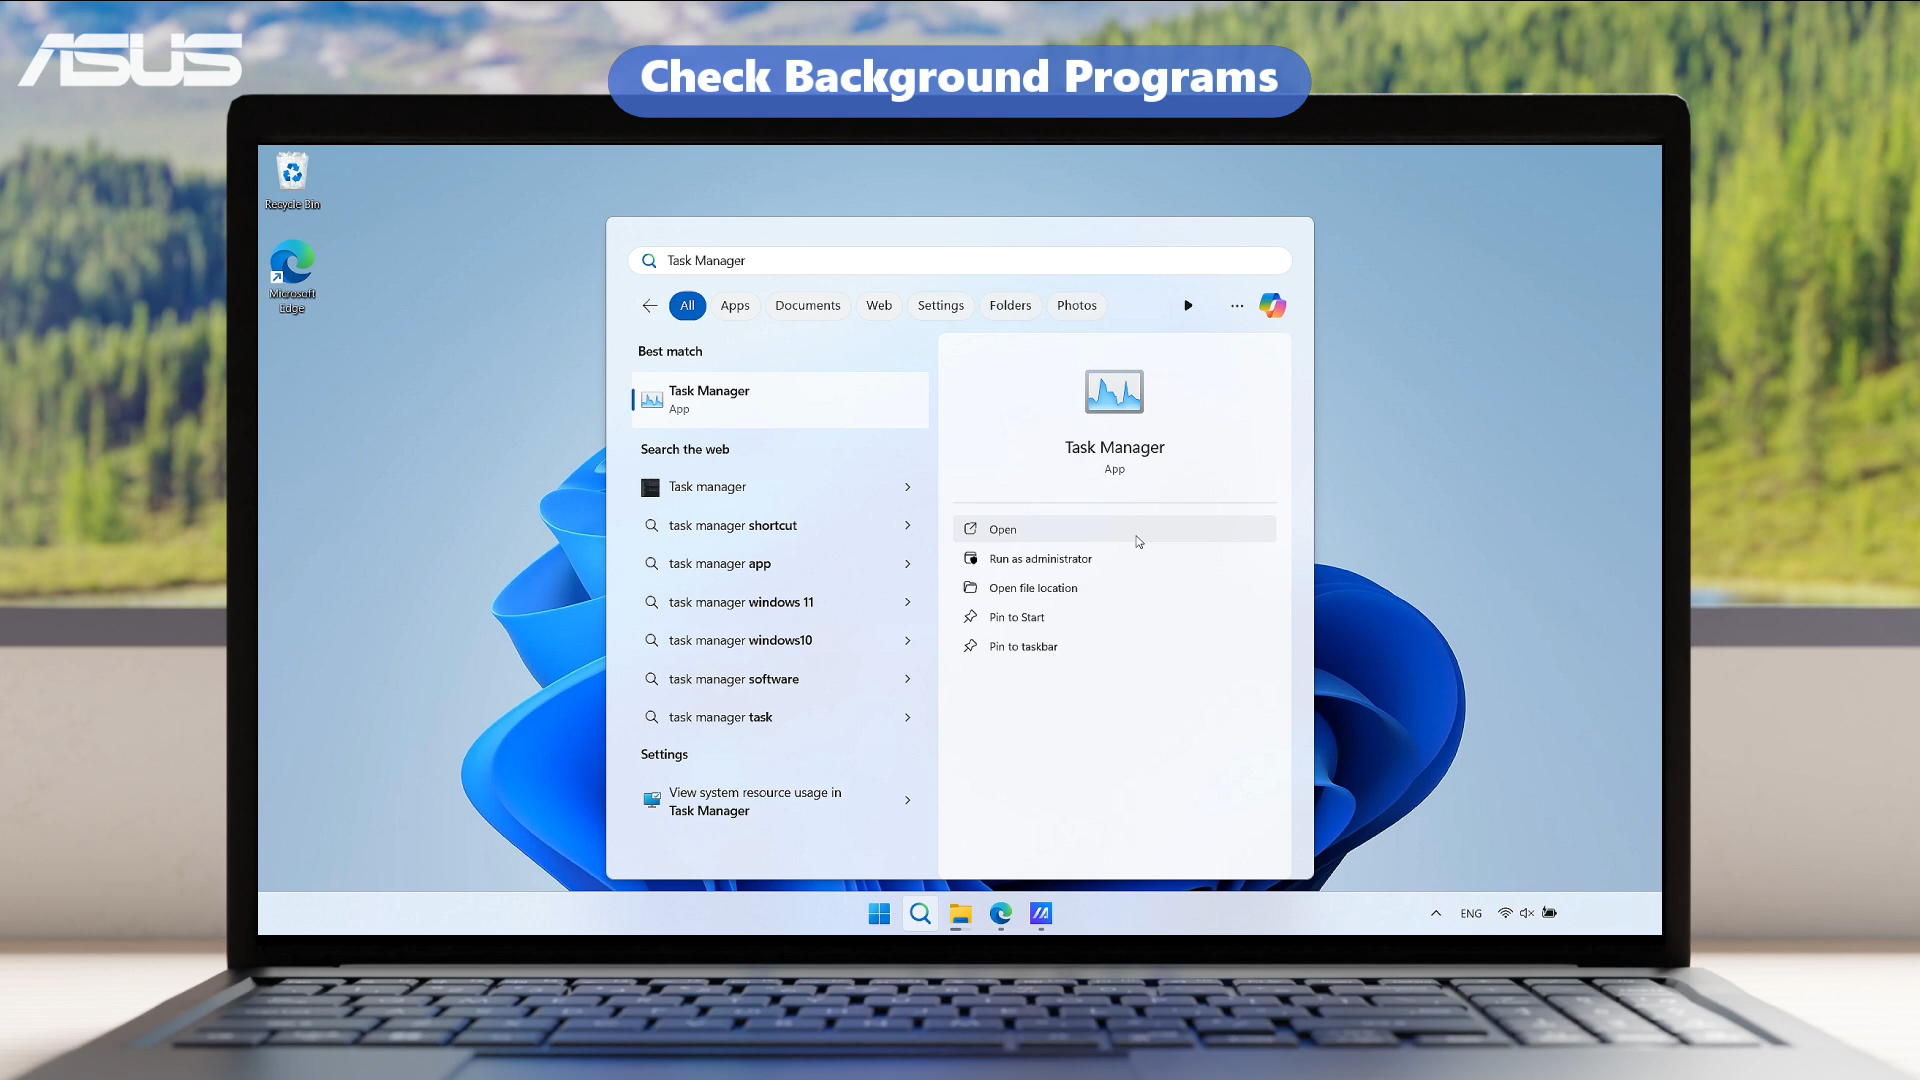 ASUS
Check Background Programs
Recycle Bin
Microsoft
Edge
Task Manager
All
Apps
Documents
Web
Settings
Folders
Photos
Best match
Task Manager
App
Search the web
Task manager
task manager shortcut
task manager app
task manager windows 11
task manager windows10
task manager software
task manager task
Settings
View system resource usage in
Task Manager
Task Manager
App
Open
Run as administrator
Open file location
Pin to Start
Pin to taskbar
ENG